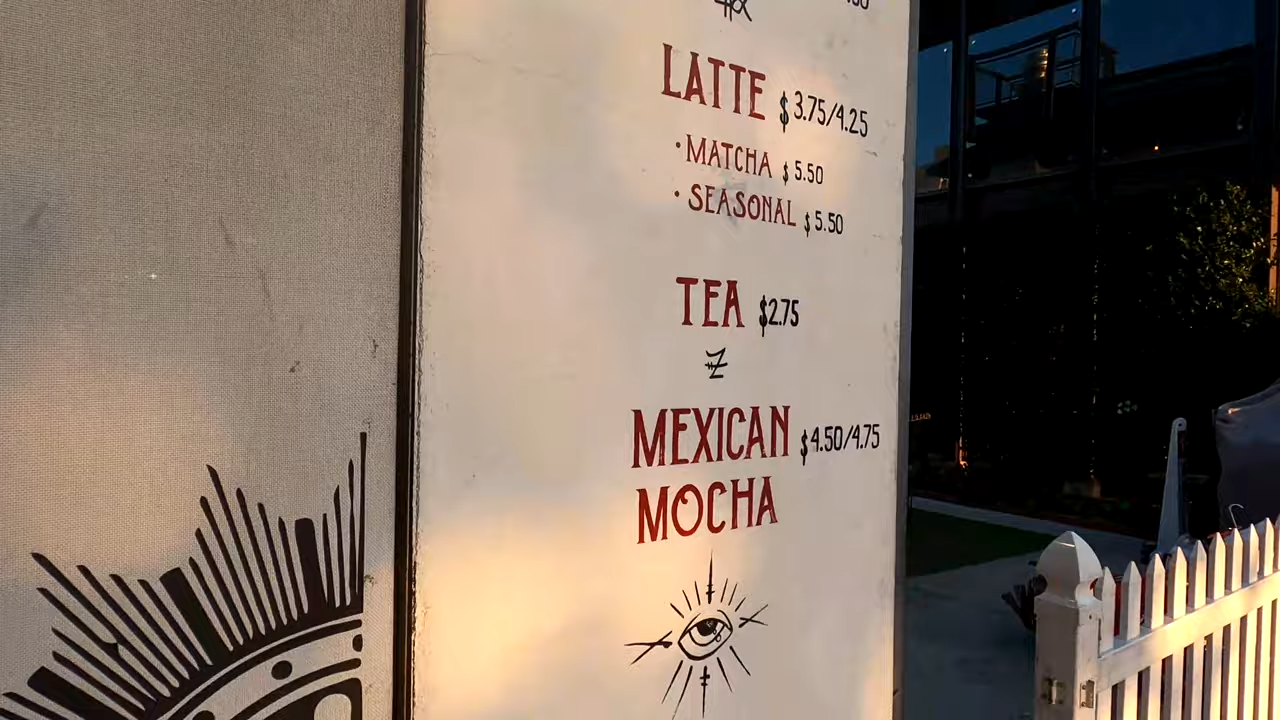 LATTE $3.75/4.25
• MATCHA $5.50
• SEASONAL $5.50
TEA $2.75
Z
MEXICAN $4.50/4.75
MOCHA